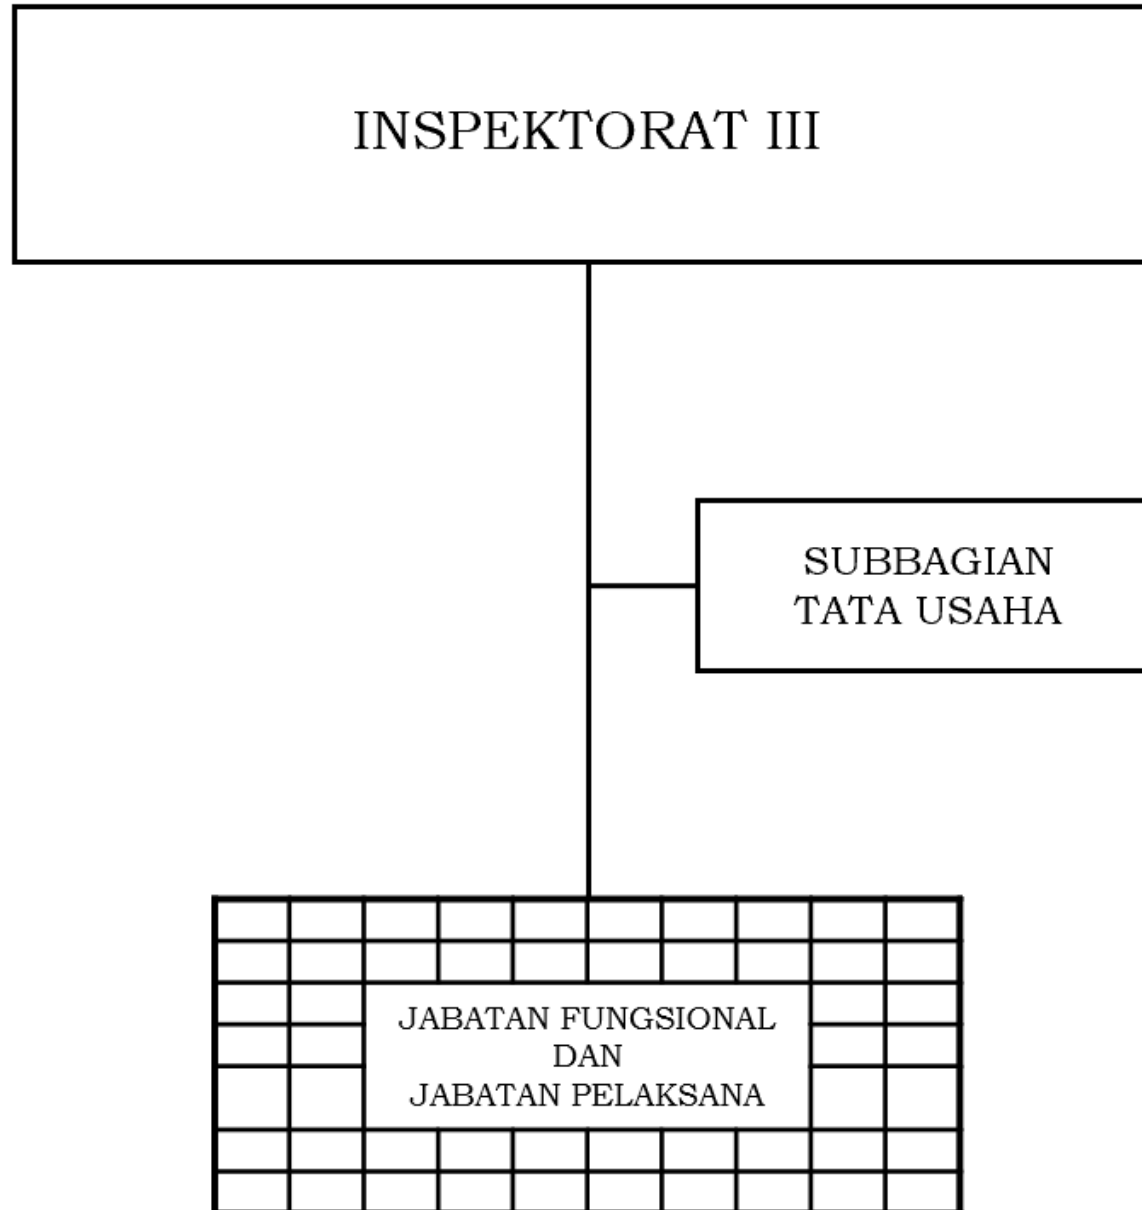 INSPEKTORAT III
SUBBAGIAN
TATA USAHA
JABATAN FUNGSIONAL
DAN
JABATAN PELAKSANA